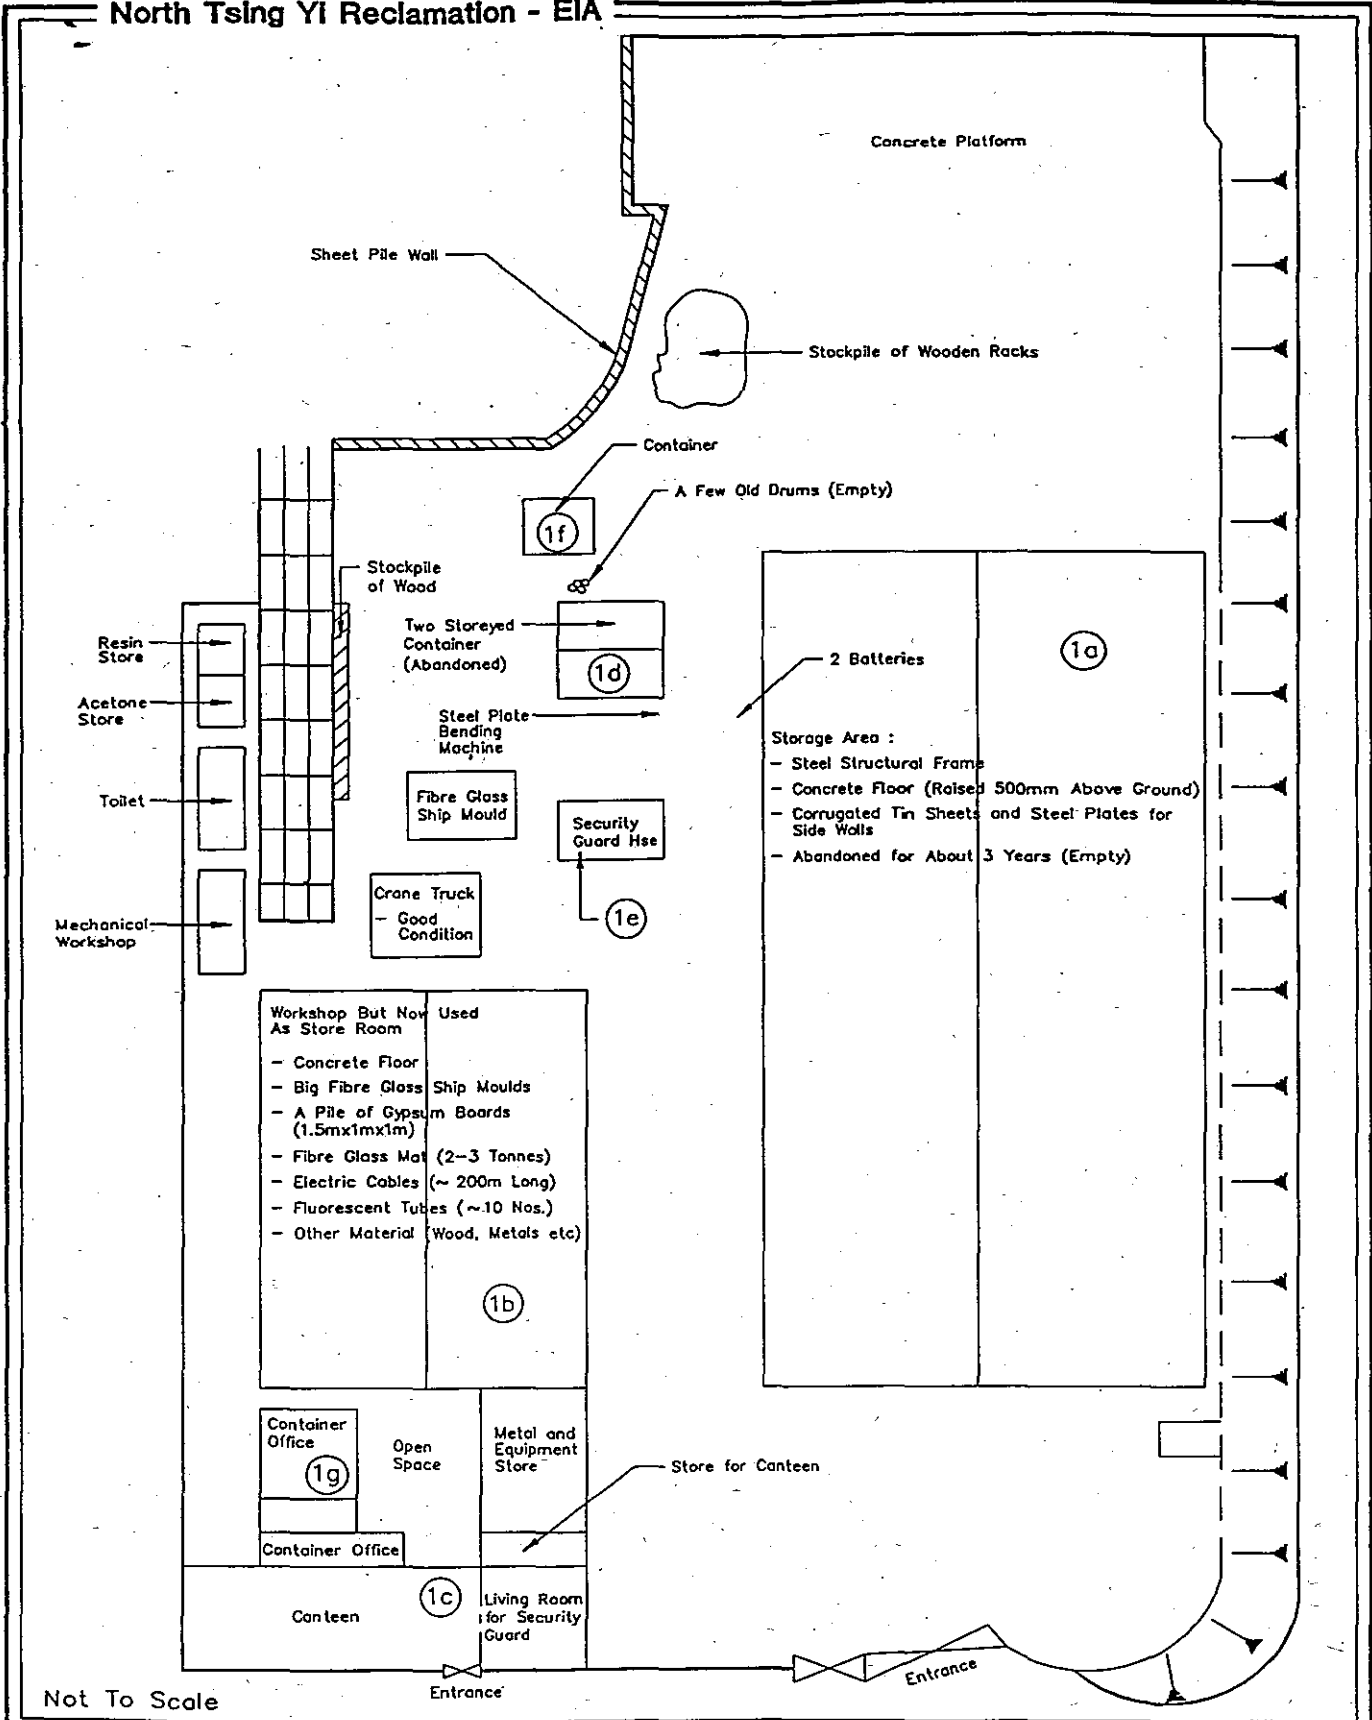 North Tsing Yi Reclamation - EIA
Concrete Platform
Sheet Pile Wall
Stockpile of Wooden Racks
Container
A Few Old Drums (Empty)
1f
Stockpile
of Wood
Resin
Store
Two Storeyed
Container
(Abandoned)
1d
2 Batteries
1a
Acetone
Store
Steel Plate
Bending
Machine
Storage Area :
- Steel Structural Frame
- Concrete Floor (Raised 500mm Above Ground)
- Corrugated Tin Sheets and Steel Plates for
Side Walls
- Abandoned for About 3 Years (Empty)
Toilet
Fibre Glass
Ship Mould
Security
Guard Hse
1e
Crane Truck
- Good
Condition
Mechanical
Workshop
Workshop But Now Used
As Store Room
- Concrete Floor
- Big Fibre Glass Ship Moulds
- A Pile of Gypsum Boards
(1.5mx1mx1m)
- Fibre Glass Mat (2-3 Tonnes)
- Electric Cables (~ 200m Long)
- Fluorescent Tubes (~10 Nos.)
- Other Material (Wood, Metals etc)
1b
Container
Office
1g
Open
Space
Metal and
Equipment
Store
Store for Canteen
Container Office
Canteen
1c
Living Room
for Security
Guard
Entrance
Entrance
Not To Scale